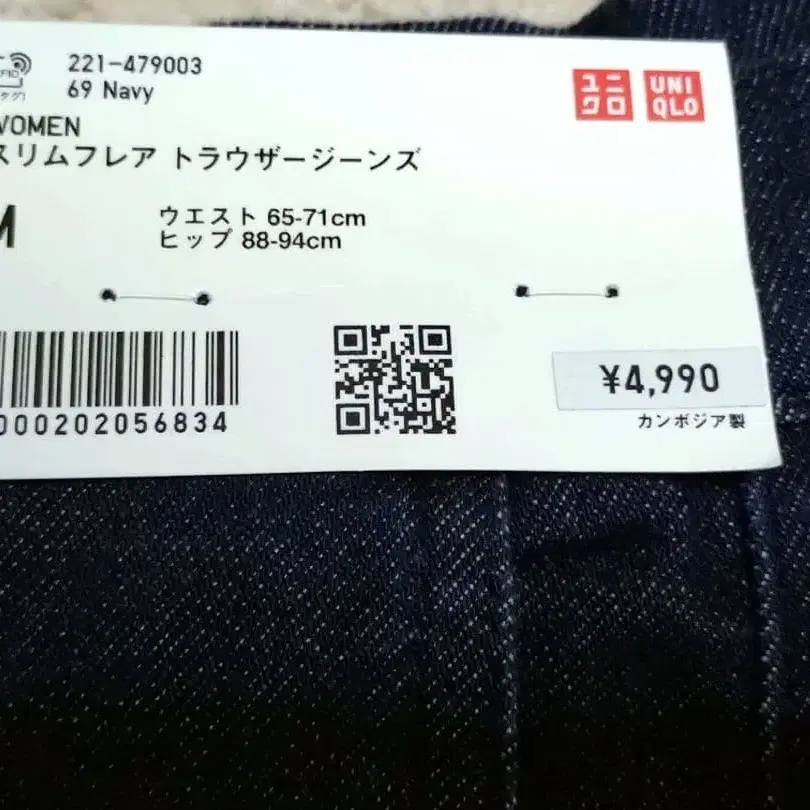 221-479003
69 Navy
ユニクロ
UNIQLO
WOMEN
スリムフレア トラウザージーンズ
M
ウエスト 65-71cm
ヒップ 88-94cm
000202056834
¥4,990
カンボジア製